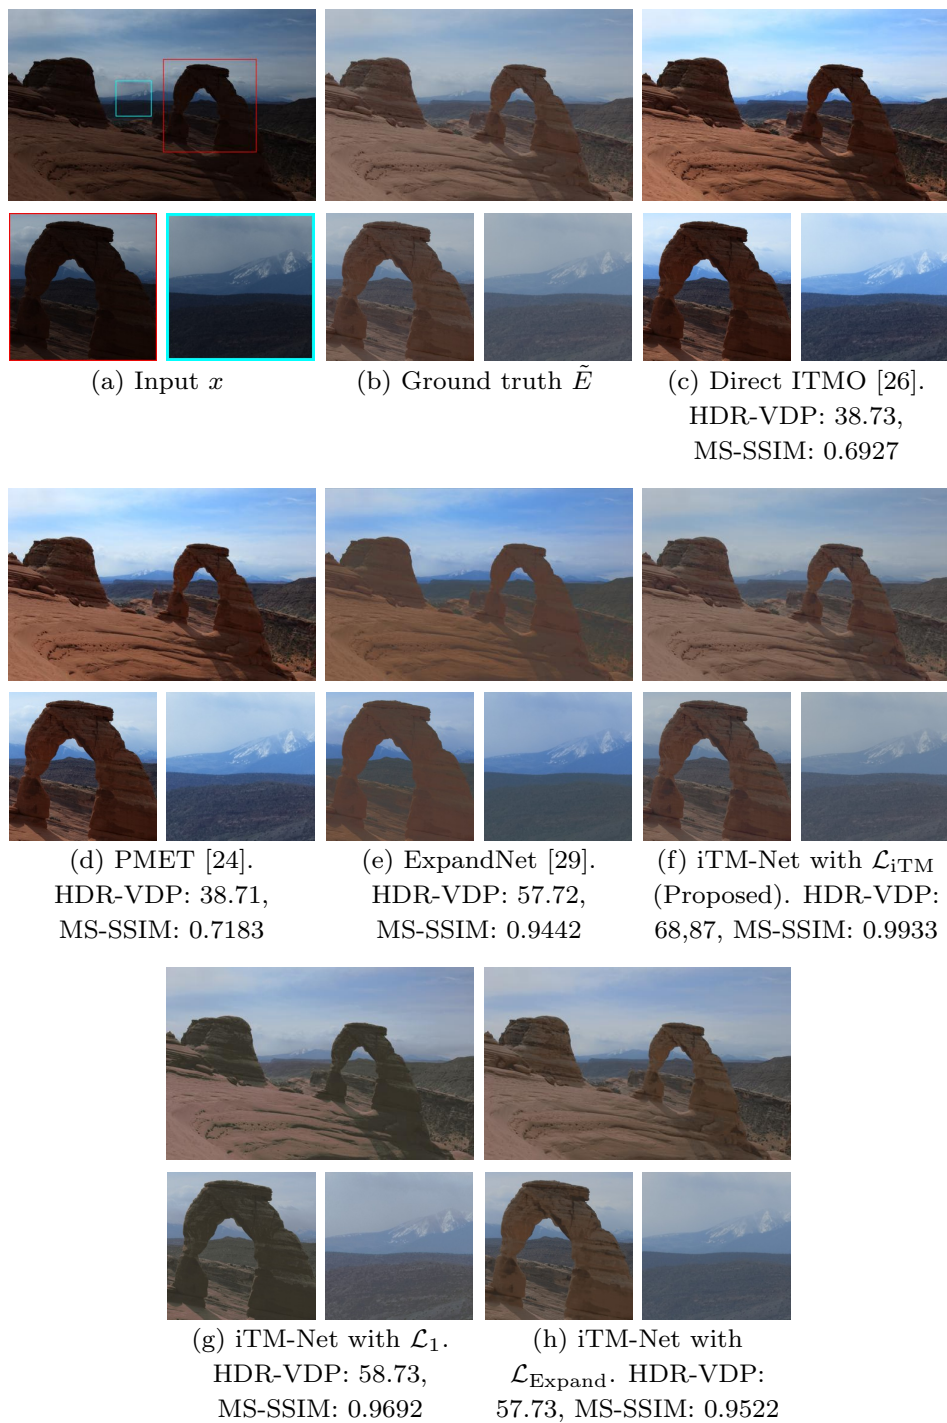 (a) Input x
(b) Ground truth Ẽ
(c) Direct ITMO [26].
HDR-VDP: 38.73,
MS-SSIM: 0.6927
(d) PMET [24].
HDR-VDP: 38.71,
MS-SSIM: 0.7183
(e) ExpandNet [29].
HDR-VDP: 57.72,
MS-SSIM: 0.9442
(f) iTM-Net with ℒ_iTM
(Proposed). HDR-VDP:
68,87, MS-SSIM: 0.9933
(g) iTM-Net with ℒ₁.
HDR-VDP: 58.73,
MS-SSIM: 0.9692
(h) iTM-Net with
ℒ_Expand. HDR-VDP:
57.73, MS-SSIM: 0.9522